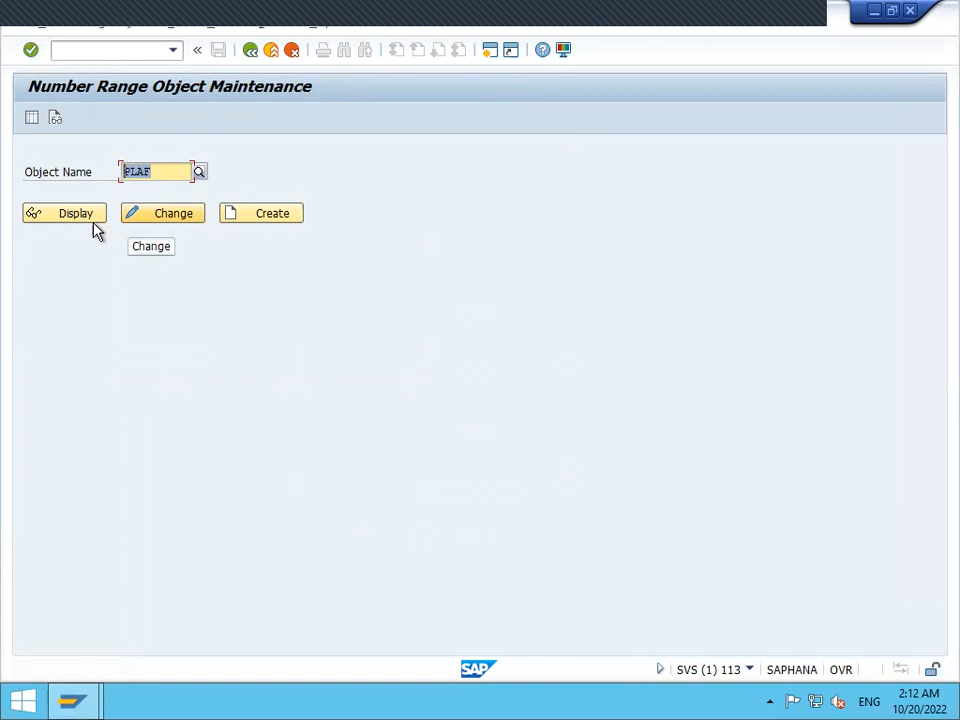 Number Range Object Maintenance
Object Name PLAF
Display Change Create
Change
SAP SVS (1) 113 SAPHANA OVR
ENG 2:12 AM
10/20/2022